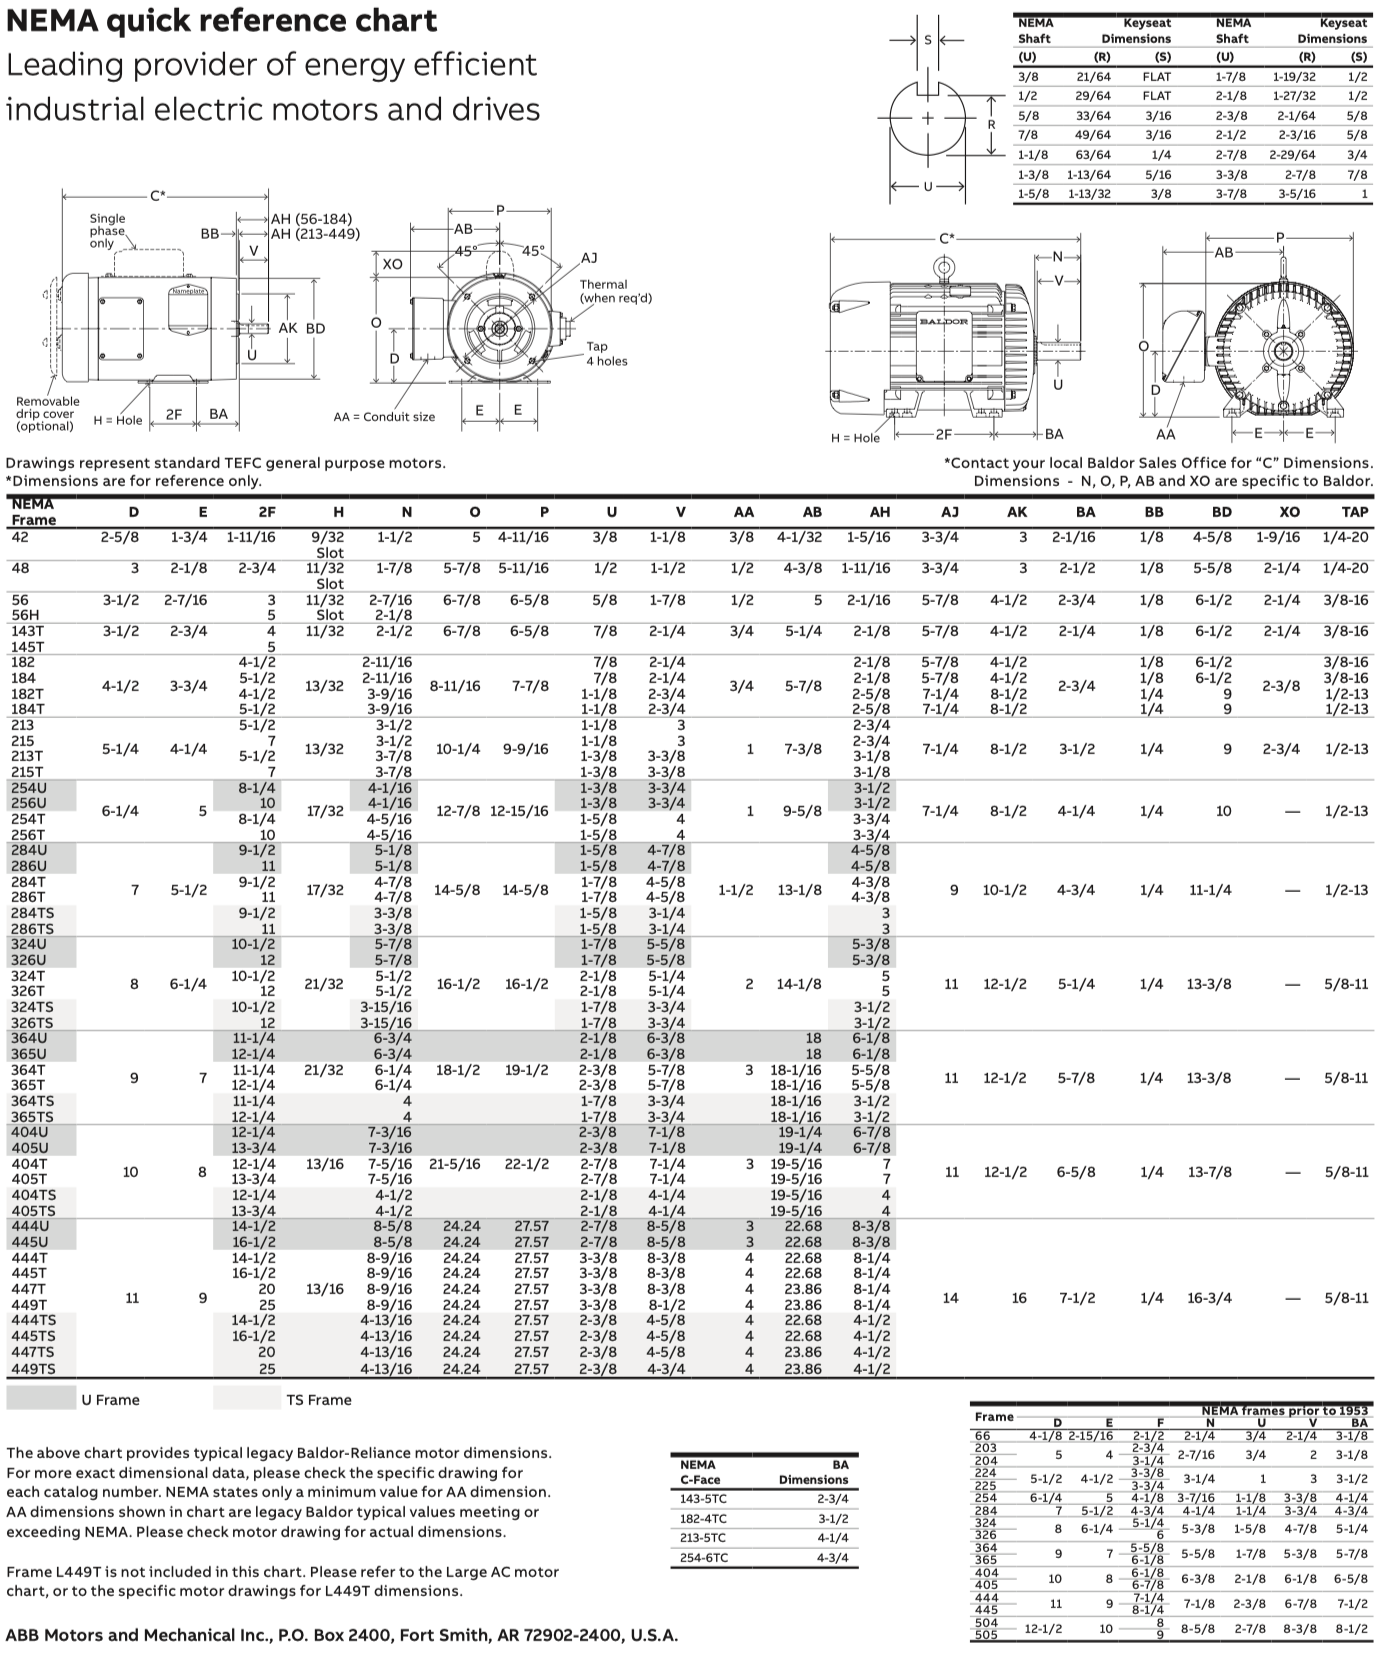 NEMA quick reference chart
Leading provider of energy efficient
industrial electric motors and drives
S
R
U
NEMA Keyseat NEMA Keyseat
Shaft Dimensions Shaft Dimensions
(U) (R) (S) (U) (R) (S)
3/8 21/64 FLAT 1-7/8 1-19/32 1/2
1/2 29/64 FLAT 2-1/8 1-27/32 1/2
5/8 33/64 3/16 2-3/8 2-1/64 5/8
7/8 49/64 3/16 2-1/2 2-3/16 5/8
1-1/8 63/64 1/4 2-7/8 2-29/64 3/4
1-3/8 1-13/64 5/16 3-3/8 2-7/8 7/8
1-5/8 1-13/32 3/8 3-7/8 3-5/16 1
C*
Single
phase
only
AH (56-184)
BB AH (213-449)
V
Nameplate
AK BD
U
Removable
drip cover
(optional)
H = Hole 2F BA
P
AB
45° 45°
XO
AJ
Thermal
(when req'd)
O
D
Tap
4 holes
AA = Conduit size
E E
C*
N
V
BALDOR
U
H = Hole 2F BA
P
AB
O
D
AA E E
Drawings represent standard TEFC general purpose motors.
*Dimensions are for reference only.
*Contact your local Baldor Sales Office for “C” Dimensions.
Dimensions - N, O, P, AB and XO are specific to Baldor.
NEMA
Frame D E 2F H N O P U V AA AB AH AJ AK BA BB BD XO TAP
42 2-5/8 1-3/4 1-11/16 9/32 1-1/2 5 4-11/16 3/8 1-1/8 3/8 4-1/32 1-5/16 3-3/4 3 2-1/16 1/8 4-5/8 1-9/16 1/4-20
Slot
48 3 2-1/8 2-3/4 11/32 1-7/8 5-7/8 5-11/16 1/2 1-1/2 1/2 4-3/8 1-11/16 3-3/4 3 2-1/2 1/8 5-5/8 2-1/4 1/4-20
Slot
56 3-1/2 2-7/16 3 11/32 2-7/16 6-7/8 6-5/8 5/8 1-7/8 1/2 5 2-1/16 5-7/8 4-1/2 2-3/4 1/8 6-1/2 2-1/4 3/8-16
56H 5 Slot 2-1/8
143T 3-1/2 2-3/4 4 11/32 2-1/2 6-7/8 6-5/8 7/8 2-1/4 3/4 5-1/4 2-1/8 5-7/8 4-1/2 2-1/4 1/8 6-1/2 2-1/4 3/8-16
145T 5
182 4-1/2 2-11/16 7/8 2-1/4 2-1/8 5-7/8 4-1/2 1/8 6-1/2 3/8-16
184 5-1/2 2-11/16 7/8 2-1/4 2-1/8 5-7/8 4-1/2 1/8 6-1/2 3/8-16
4-1/2 3-3/4 13/32 8-11/16 7-7/8 3/4 5-7/8 2-3/4 2-3/8
182T 4-1/2 3-9/16 1-1/8 2-3/4 2-5/8 7-1/4 8-1/2 1/4 9 1/2-13
184T 5-1/2 3-9/16 1-1/8 2-3/4 2-5/8 7-1/4 8-1/2 1/4 9 1/2-13
213 5-1/2 3-1/2 1-1/8 3 2-3/4
215 7 3-1/2 1-1/8 3 2-3/4
5-1/4 4-1/4 13/32 10-1/4 9-9/16 1 7-3/8 7-1/4 8-1/2 3-1/2 1/4 9 2-3/4 1/2-13
213T 5-1/2 3-7/8 1-3/8 3-3/8 3-1/8
215T 7 3-7/8 1-3/8 3-3/8 3-1/8
254U 8-1/4 4-1/16 1-3/8 3-3/4 3-1/2
256U 10 4-1/16 1-3/8 3-3/4 3-1/2
6-1/4 5 17/32 12-7/8 12-15/16 1 9-5/8 7-1/4 8-1/2 4-1/4 1/4 10 — 1/2-13
254T 8-1/4 4-5/16 1-5/8 4 3-3/4
256T 10 4-5/16 1-5/8 4 3-3/4
284U 9-1/2 5-1/8 1-5/8 4-7/8 4-5/8
286U 11 5-1/8 1-5/8 4-7/8 4-5/8
284T 9-1/2 4-7/8 1-7/8 4-5/8 4-3/8
7 5-1/2 17/32 14-5/8 14-5/8 1-1/2 13-1/8 9 10-1/2 4-3/4 1/4 11-1/4 — 1/2-13
286T 11 4-7/8 1-7/8 4-5/8 4-3/8
284TS 9-1/2 3-3/8 1-5/8 3-1/4 3
286TS 11 3-3/8 1-5/8 3-1/4 3
324U 10-1/2 5-7/8 1-7/8 5-5/8 5-3/8
326U 12 5-7/8 1-7/8 5-5/8 5-3/8
324T 10-1/2 5-1/2 2-1/8 5-1/4 5
8 6-1/4 21/32 16-1/2 16-1/2 2 14-1/8 11 12-1/2 5-1/4 1/4 13-3/8 — 5/8-11
326T 12 5-1/2 2-1/8 5-1/4 5
324TS 10-1/2 3-15/16 1-7/8 3-3/4 3-1/2
326TS 12 3-15/16 1-7/8 3-3/4 3-1/2
364U 11-1/4 6-3/4 2-1/8 6-3/8 18 6-1/8
365U 12-1/4 6-3/4 2-1/8 6-3/8 18 6-1/8
364T 11-1/4 21/32 6-1/4 18-1/2 19-1/2 2-3/8 5-7/8 3 18-1/16 5-5/8
9 7 11 12-1/2 5-7/8 1/4 13-3/8 — 5/8-11
365T 12-1/4 6-1/4 2-3/8 5-7/8 18-1/16 5-5/8
364TS 11-1/4 4 1-7/8 3-3/4 18-1/16 3-1/2
365TS 12-1/4 4 1-7/8 3-3/4 18-1/16 3-1/2
404U 12-1/4 7-3/16 2-3/8 7-1/8 19-1/4 6-7/8
405U 13-3/4 7-3/16 2-3/8 7-1/8 19-1/4 6-7/8
404T 12-1/4 13/16 7-5/16 21-5/16 22-1/2 2-7/8 7-1/4 3 19-5/16 7
10 8 11 12-1/2 6-5/8 1/4 13-7/8 — 5/8-11
405T 13-3/4 7-5/16 2-7/8 7-1/4 19-5/16 7
404TS 12-1/4 4-1/2 2-1/8 4-1/4 19-5/16 4
405TS 13-3/4 4-1/2 2-1/8 4-1/4 19-5/16 4
444U 14-1/2 8-5/8 24.24 27.57 2-7/8 8-5/8 3 22.68 8-3/8
445U 16-1/2 8-5/8 24.24 27.57 2-7/8 8-5/8 3 22.68 8-3/8
444T 14-1/2 8-9/16 24.24 27.57 3-3/8 8-3/8 4 22.68 8-1/4
445T 16-1/2 8-9/16 24.24 27.57 3-3/8 8-3/8 4 22.68 8-1/4
447T 20 13/16 8-9/16 24.24 27.57 3-3/8 8-3/8 4 23.86 8-1/4
11 9 14 16 7-1/2 1/4 16-3/4 — 5/8-11
449T 25 8-9/16 24.24 27.57 3-3/8 8-1/2 4 23.86 8-1/4
444TS 14-1/2 4-13/16 24.24 27.57 2-3/8 4-5/8 4 22.68 4-1/2
445TS 16-1/2 4-13/16 24.24 27.57 2-3/8 4-5/8 4 22.68 4-1/2
447TS 20 4-13/16 24.24 27.57 2-3/8 4-5/8 4 23.86 4-1/2
449TS 25 4-13/16 24.24 27.57 2-3/8 4-3/4 4 23.86 4-1/2
U Frame TS Frame
The above chart provides typical legacy Baldor-Reliance motor dimensions.
For more exact dimensional data, please check the specific drawing for
each catalog number. NEMA states only a minimum value for AA dimension.
AA dimensions shown in chart are legacy Baldor typical values meeting or
exceeding NEMA. Please check motor drawing for actual dimensions.
Frame L449T is not included in this chart. Please refer to the Large AC motor
chart, or to the specific motor drawings for L449T dimensions.
ABB Motors and Mechanical Inc., P.O. Box 2400, Fort Smith, AR 72902-2400, U.S.A.
NEMA BA
C-Face Dimensions
143-5TC 2-3/4
182-4TC 3-1/2
213-5TC 4-1/4
254-6TC 4-3/4
NEMA frames prior to 1953
Frame D E F N U V BA
66 4-1/8 2-15/16 2-1/2 2-1/4 3/4 2-1/4 3-1/8
203 2-3/4
5 4 2-7/16 3/4 2 3-1/8
204 3-1/4
224 3-3/8
5-1/2 4-1/2 3-1/4 1 3 3-1/2
225 3-3/4
254 6-1/4 5 4-1/8 3-7/16 1-1/8 3-3/8 4-1/4
284 7 5-1/2 4-3/4 4-1/4 1-1/4 3-3/4 4-3/4
324 5-1/4
8 6-1/4 5-3/8 1-5/8 4-7/8 5-1/4
326 6
364 5-5/8
9 7 5-5/8 1-7/8 5-3/8 5-7/8
365 6-1/8
404 6-1/8
10 8 6-3/8 2-1/8 6-1/8 6-5/8
405 6-7/8
444 7-1/4
11 9 7-1/8 2-3/8 6-7/8 7-1/2
445 8-1/4
504 8
12-1/2 10 8-5/8 2-7/8 8-3/8 8-1/2
505 9